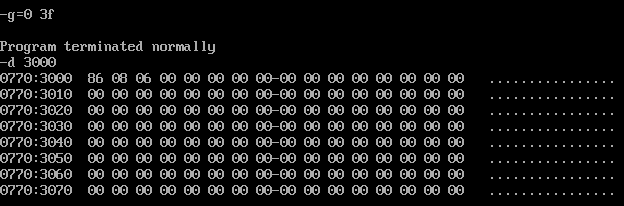 -g=0 3f
Program terminated normally
-d 3000
0770:3000  86 08 06 00 00 00 00 00-00 00 00 00 00 00 00 00   ................
0770:3010  00 00 00 00 00 00 00 00-00 00 00 00 00 00 00 00   ................
0770:3020  00 00 00 00 00 00 00 00-00 00 00 00 00 00 00 00   ................
0770:3030  00 00 00 00 00 00 00 00-00 00 00 00 00 00 00 00   ................
0770:3040  00 00 00 00 00 00 00 00-00 00 00 00 00 00 00 00   ................
0770:3050  00 00 00 00 00 00 00 00-00 00 00 00 00 00 00 00   ................
0770:3060  00 00 00 00 00 00 00 00-00 00 00 00 00 00 00 00   ................
0770:3070  00 00 00 00 00 00 00 00-00 00 00 00 00 00 00 00   ................